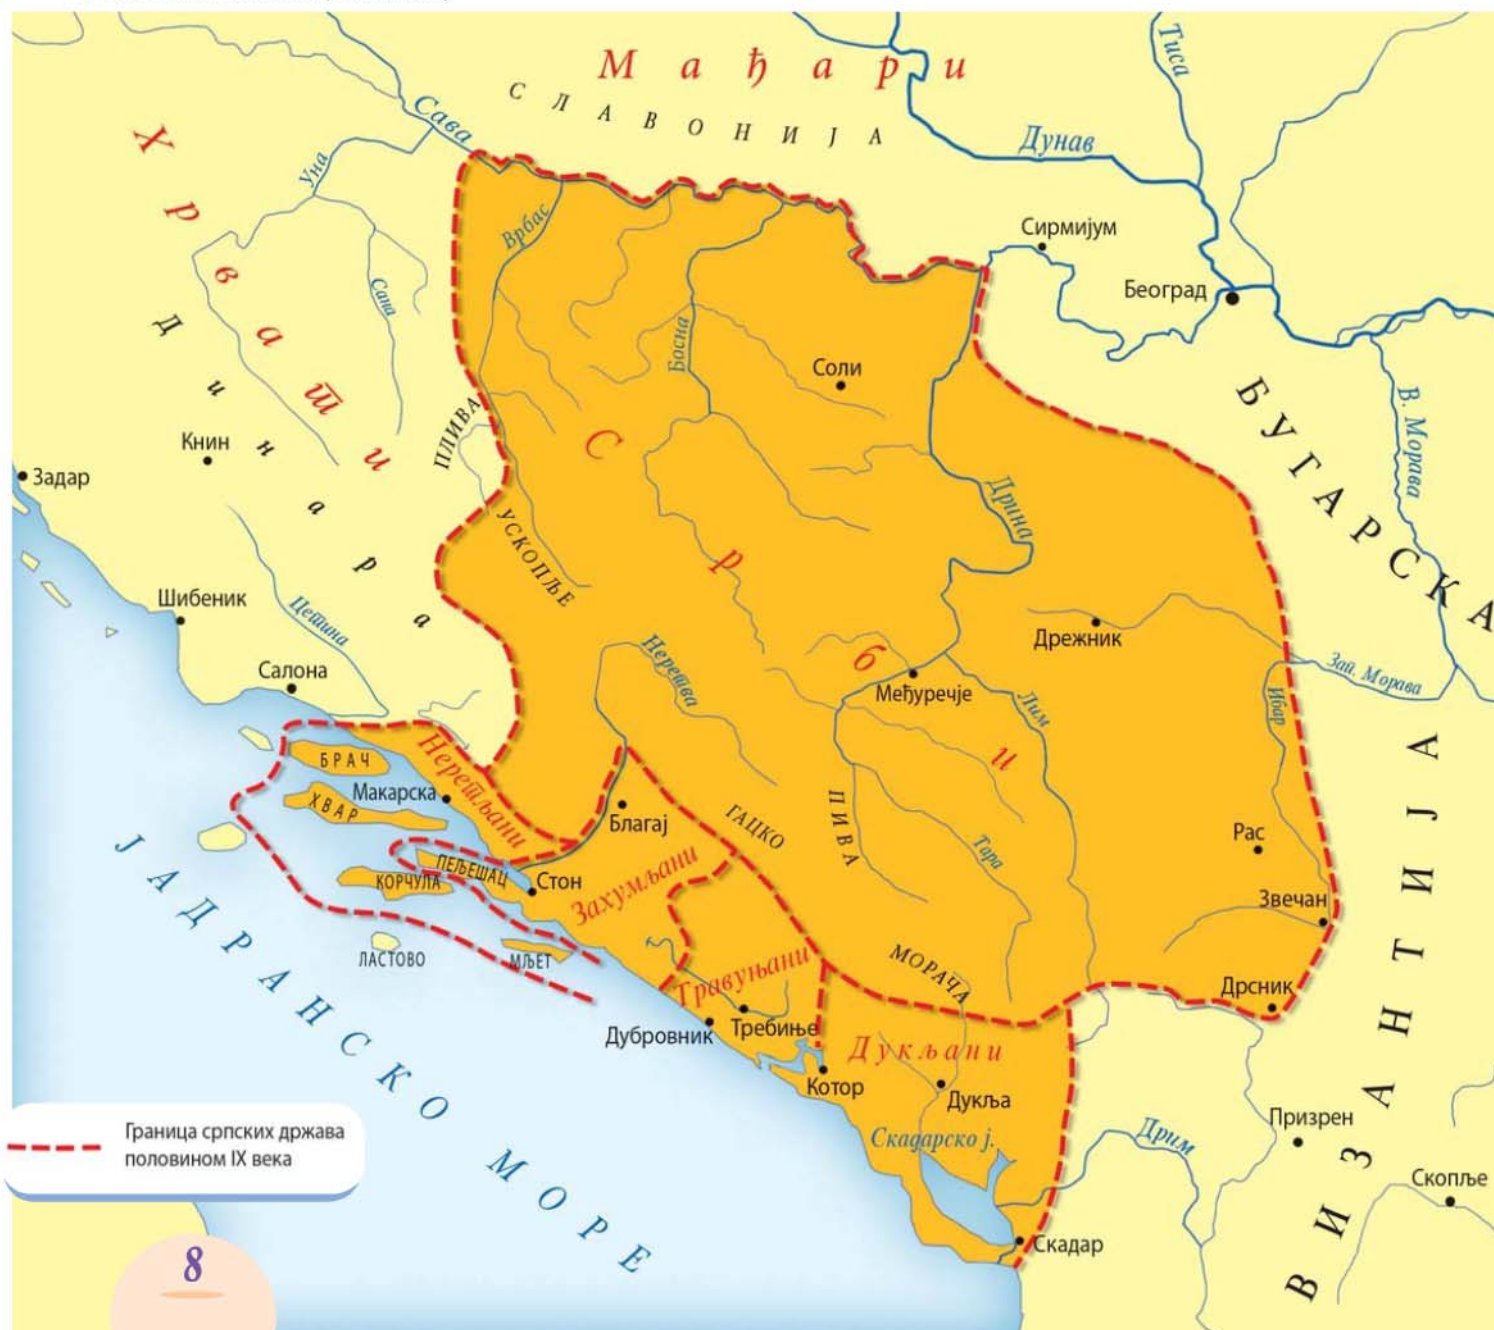 Мађари
СЛАВОНИЈА
Тиса
Дунав
Сава
Хрвати
Уна
Врбас
Сирмијум
Београд
Сана
ДИНАРА
Босна
Соли
БУГАРСКА
В. Морава
ПЛИВА
Книн
Задар
Срби
Дрина
УСКОПЉЕ
Шибеник
Цетина
Неретва
Дрежник
Салона
Међуречје
Зап. Морава
Лим
Ибар
БРАЧ
Неретљани
ХВАР
Макарска
Благај
ГАЦКО
ПИВА
Тара
Рас
ВИЗАНТИЈА
ПЕЉЕШАЦ
КОРЧУЛА
Стон
Захумљани
Звечан
ЛАСТОВО
МЉЕТ
Травуњани
МОРАЧА
Дрсник
Дубровник
Требиње
Дукљани
Котор
Дукља
ЈАДРАНСКО МОРЕ
Скадарско ј.
Дрим
Призрен
Скопље
Скадар
Граница српских држава
половином IX века
8